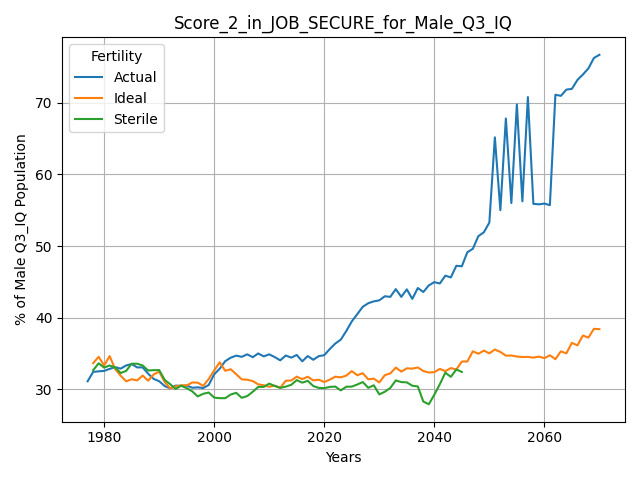 Score_2_in_JOB_SECURE_for_Male_Q3_IQ
Fertility
Actual
Ideal
Sterile
% of Male Q3_IQ Population
70
60
50
40
30
1980
2000
2020
2040
2060
Years